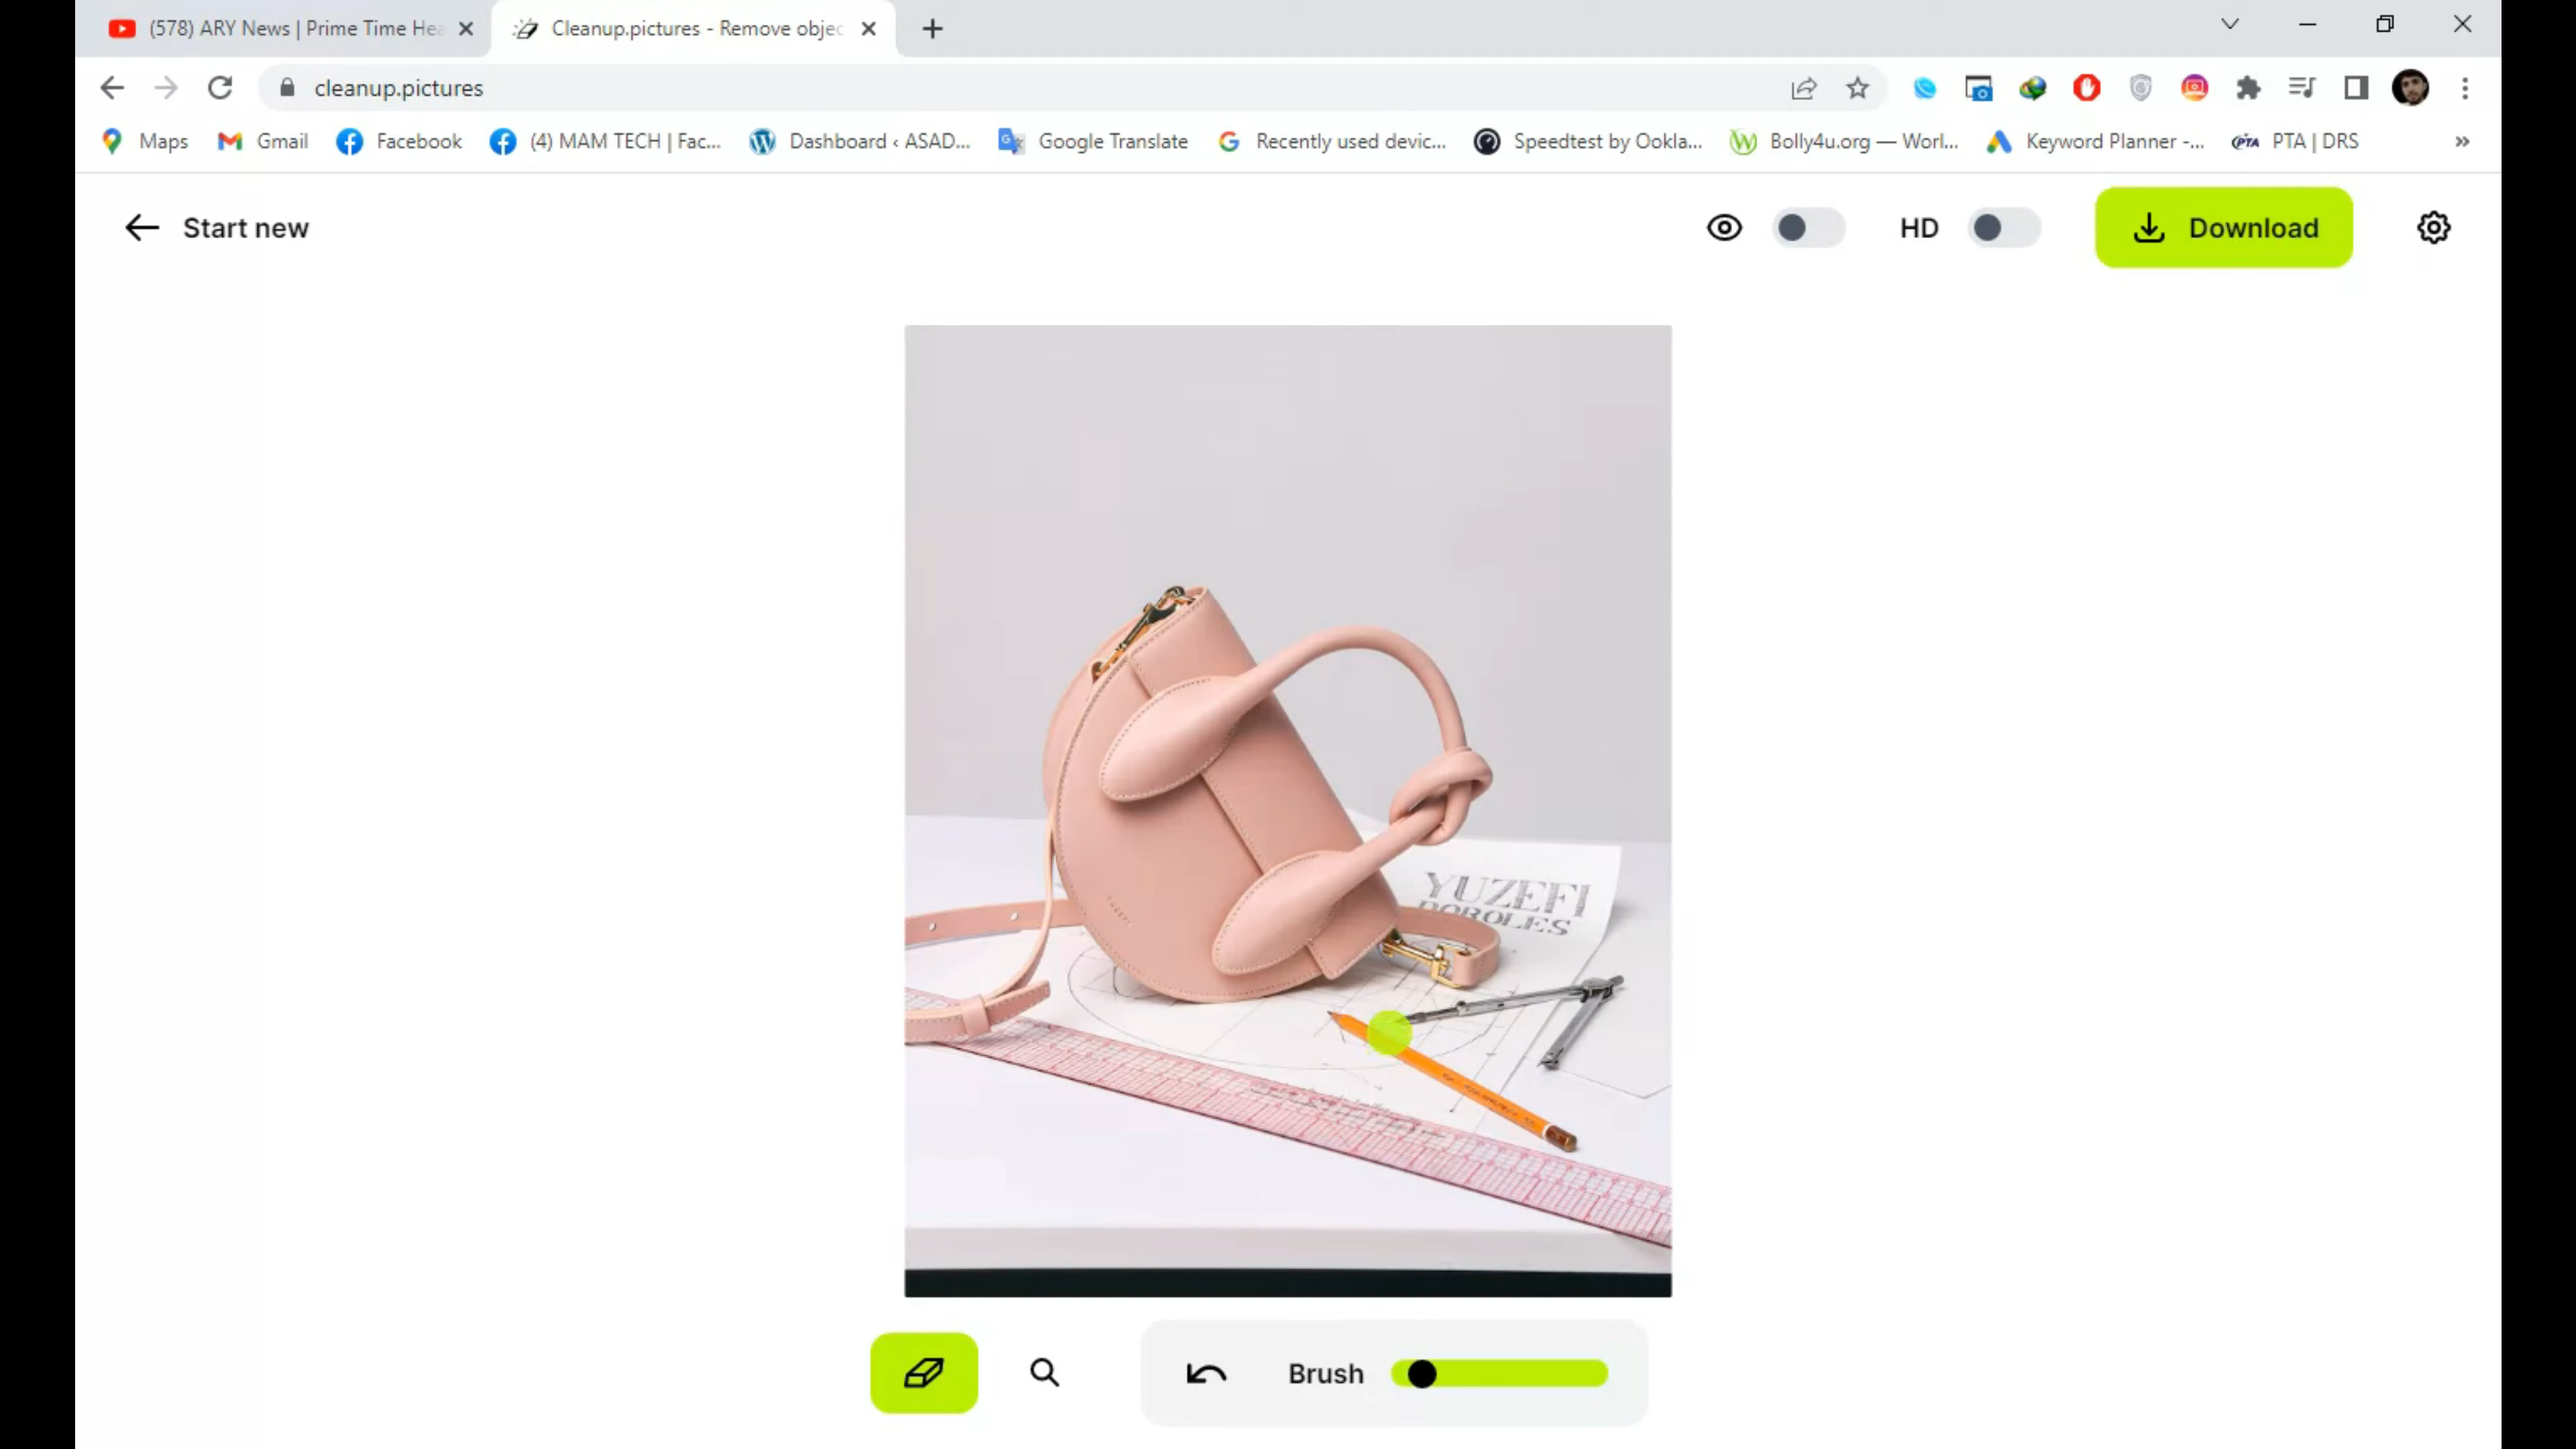 (578) ARY News | Prime Time Hea
Cleanup.pictures - Remove objec
cleanup.pictures
Maps
Gmail
Facebook
(4) MAM TECH | Fac...
Dashboard ‹ ASAD...
Google Translate
Recently used devic...
Speedtest by Ookla...
Bolly4u.org — Worl...
Keyword Planner -...
PTA
PTA | DRS
Start new
HD
Download
YUZEFI
Brush